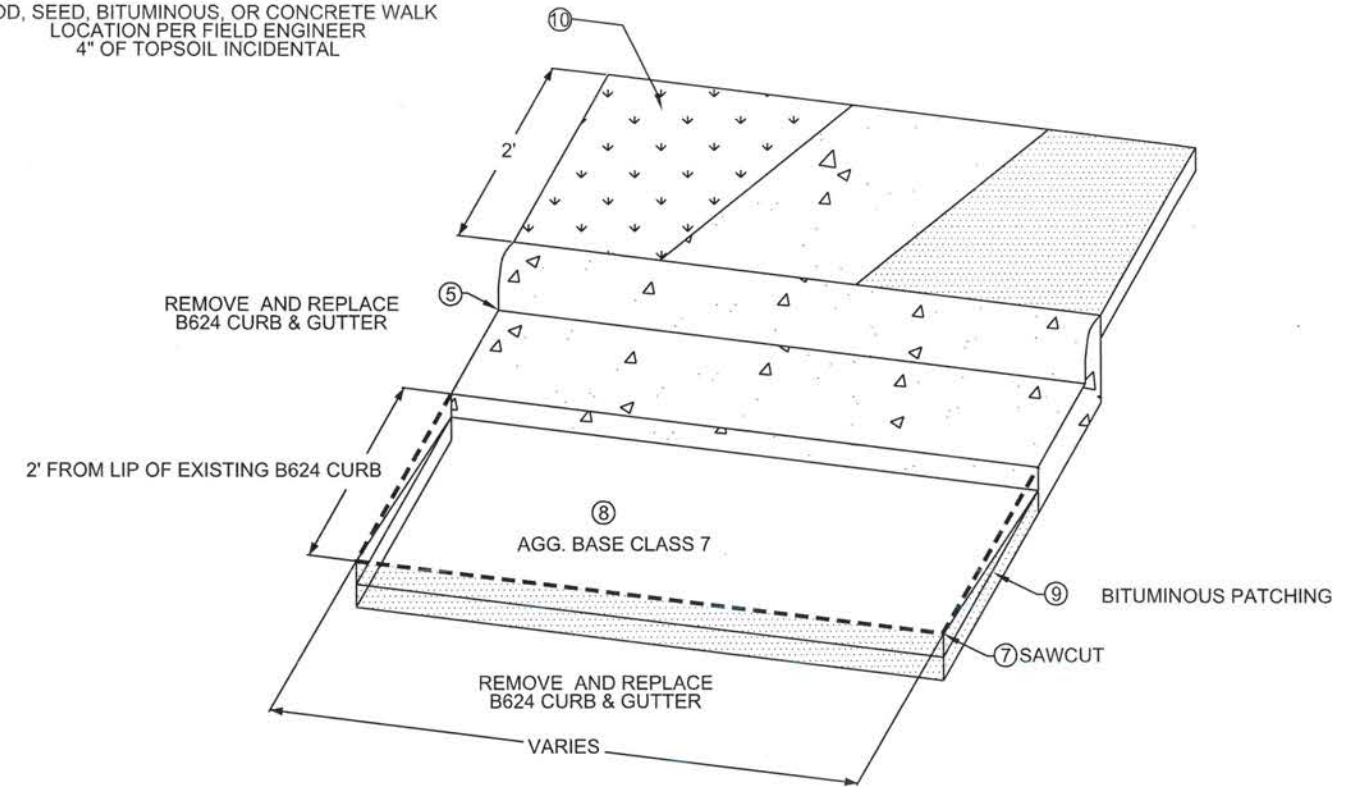 OD, SEED, BITUMINOUS, OR CONCRETE WALK
LOCATION PER FIELD ENGINEER
4" OF TOPSOIL INCIDENTAL
10
2'
REMOVE AND REPLACE
B624 CURB & GUTTER
5
2' FROM LIP OF EXISTING B624 CURB
8
AGG. BASE CLASS 7
9 BITUMINOUS PATCHING
7 SAWCUT
REMOVE AND REPLACE
B624 CURB & GUTTER
VARIES